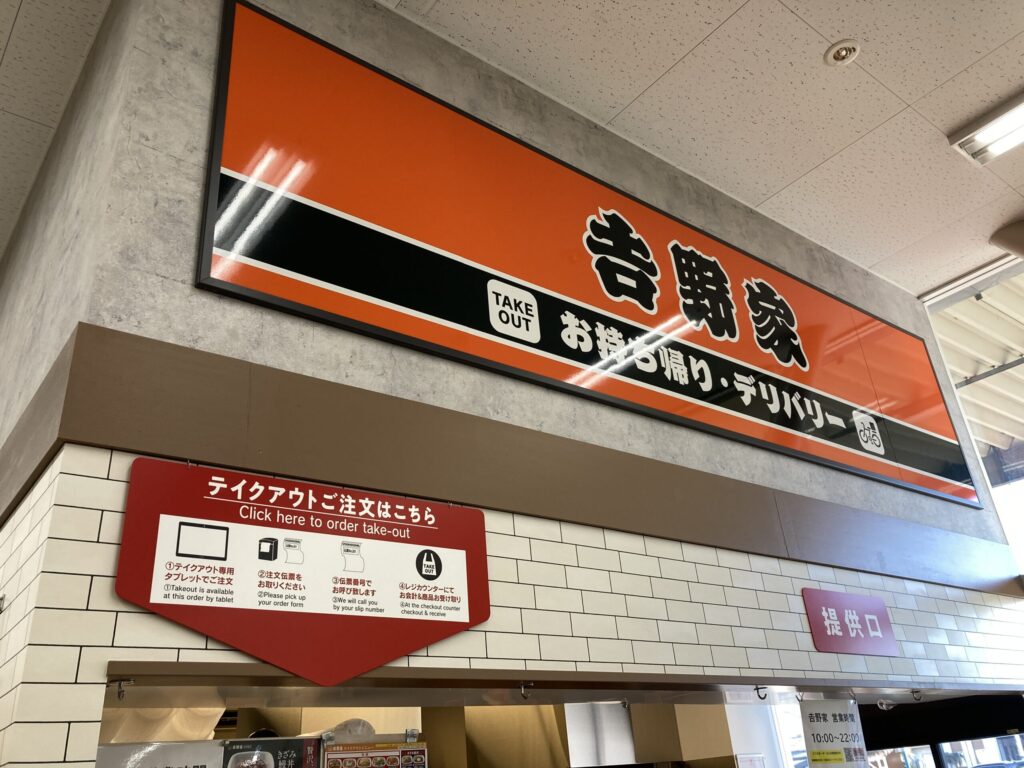 𠮷野家
TAKE
OUT
お持ち帰り・デリバリー
テイクアウトご注文はこちら
Click here to order take-out
①テイクアウト専用
タブレットでご注文
①Takeout is available
at this order by tablet
②注文伝票を
お取りください
②Please pick up
your order form
③伝票番号で
お呼び致します
③We will call you
by your slip number
TAKE
OUT
④レジカウンターにて
お会計&商品お受け取り
④At the checkout counter
checkout & receive
提供口
𠮷野家 営業時間
10:00~22:00